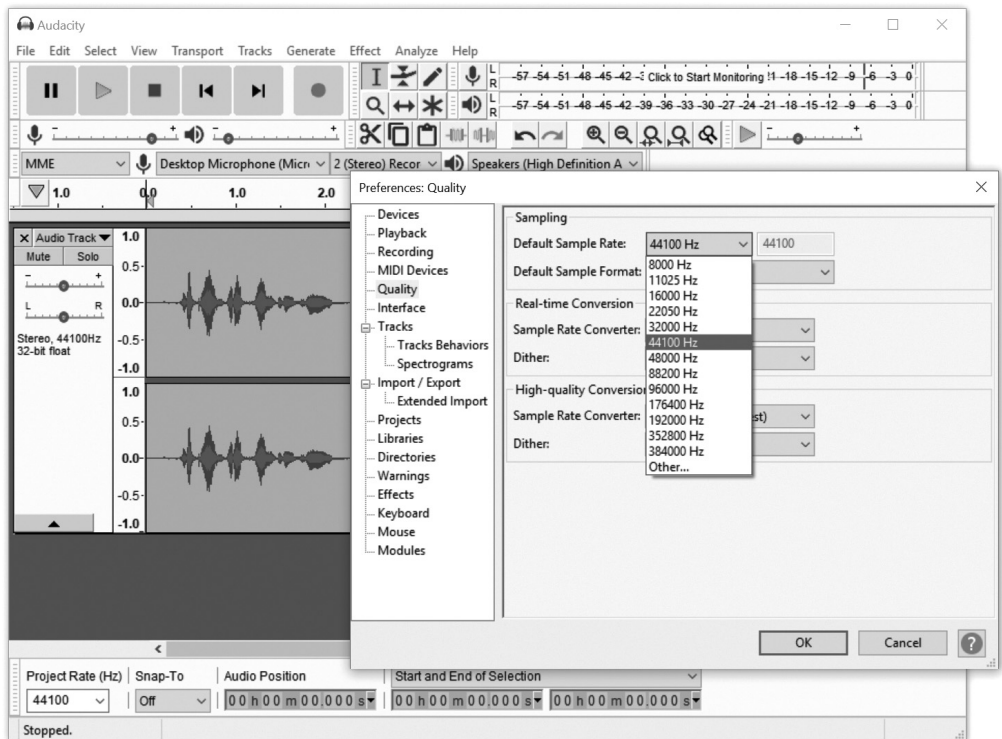 Audacity
File Edit Select View Transport Tracks Generate Effect Analyze Help
L
R
-57 -54 -51 -48 -45 -42 -3 Click to Start Monitoring !1 -18 -15 -12 -9 -6 -3 0
L
R
-57 -54 -51 -48 -45 -42 -39 -36 -33 -30 -27 -24 -21 -18 -15 -12 -9 -6 -3 0
- + - + - +
MME Desktop Microphone (Micr 2 (Stereo) Recor Speakers (High Definition A
1.0 0.0 1.0 2.0
X Audio Track
Mute Solo
- +
L R
Stereo, 44100Hz
32-bit float
1.0
0.5-
0.0-
-0.5-
-1.0
1.0
0.5-
0.0-
-0.5-
-1.0
Preferences: Quality
Devices
Playback
Recording
MIDI Devices
Quality
Interface
Tracks
Tracks Behaviors
Spectrograms
Import / Export
Extended Import
Projects
Libraries
Directories
Warnings
Effects
Keyboard
Mouse
Modules
Sampling
Default Sample Rate: 44100 Hz 44100
Default Sample Format:
Real-time Conversion
Sample Rate Converter:
Dither:
High-quality Conversion
Sample Rate Converter: st)
Dither:
8000 Hz
11025 Hz
16000 Hz
22050 Hz
32000 Hz
44100 Hz
48000 Hz
88200 Hz
96000 Hz
176400 Hz
192000 Hz
352800 Hz
384000 Hz
Other...
OK Cancel ?
Project Rate (Hz) Snap-To Audio Position Start and End of Selection
44100 Off 00 h 00 m 00.000 s 00 h 00 m 00.000 s 00 h 00 m 00.000 s
Stopped.